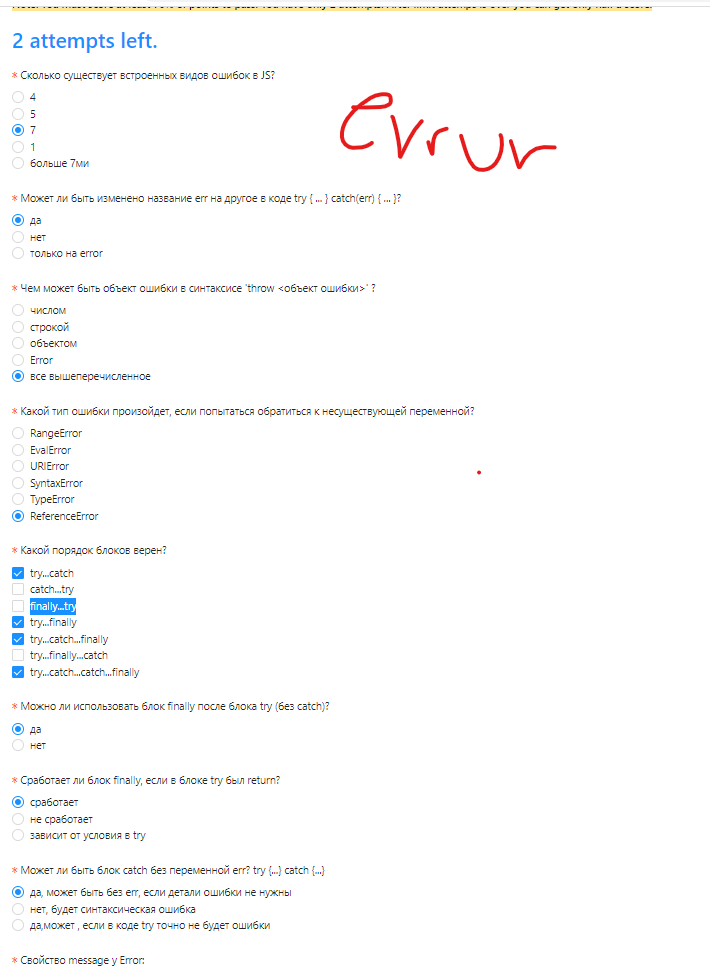 2 attempts left.
* Сколько существует встроенных видов ошибок в JS?
4
5
7
1
больше 7ми
Error
* Может ли быть изменено название err на другое в коде try { ... } catch(err) { ... }?
да
нет
только на error
* Чем может быть объект ошибки в синтаксисе 'throw <объект ошибки>' ?
числом
строкой
объектом
Error
все вышеперечисленное
* Какой тип ошибки произойдет, если попытаться обратиться к несуществующей переменной?
RangeError
EvalError
URIError
SyntaxError
TypeError
ReferenceError
* Какой порядок блоков верен?
try...catch
catch...try
finally...try
try...finally
try...catch...finally
try...finally...catch
try...catch...catch...finally
* Можно ли использовать блок finally после блока try (без catch)?
да
нет
* Сработает ли блок finally, если в блоке try был return?
сработает
не сработает
зависит от условия в try
* Может ли быть блок catch без переменной err? try {...} catch {...}
да, может быть без err, если детали ошибки не нужны
нет, будет синтаксическая ошибка
да,может , если в коде try точно не будет ошибки
* Свойство message у Error: